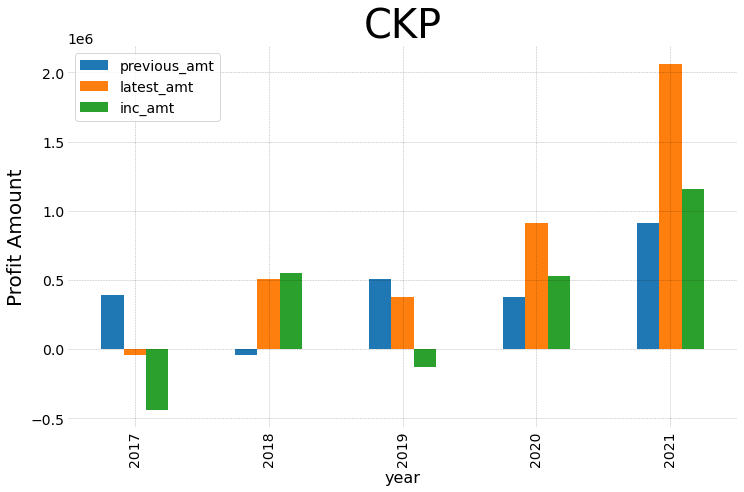 CKP
1e6
previous_amt
latest_amt
inc_amt
Profit Amount
2.0
1.5
1.0
0.5
0.0
−0.5
2017
2018
2019
2020
2021
year